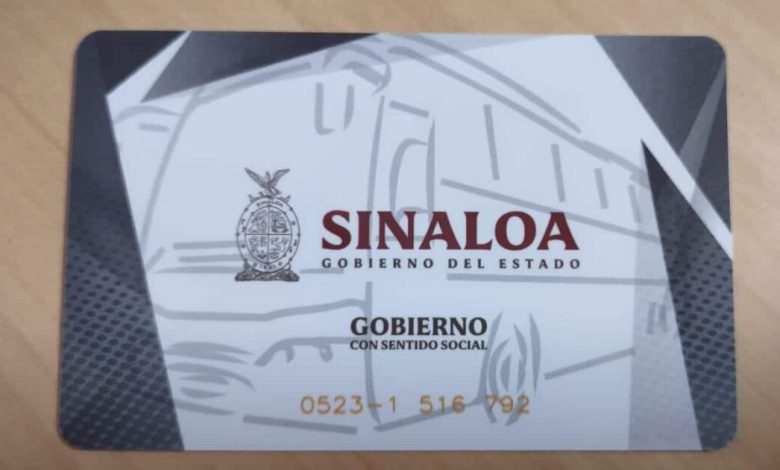 SINALOA
GOBIERNO DEL ESTADO
GOBIERNO
CON SENTIDO SOCIAL
0523-1 516 792